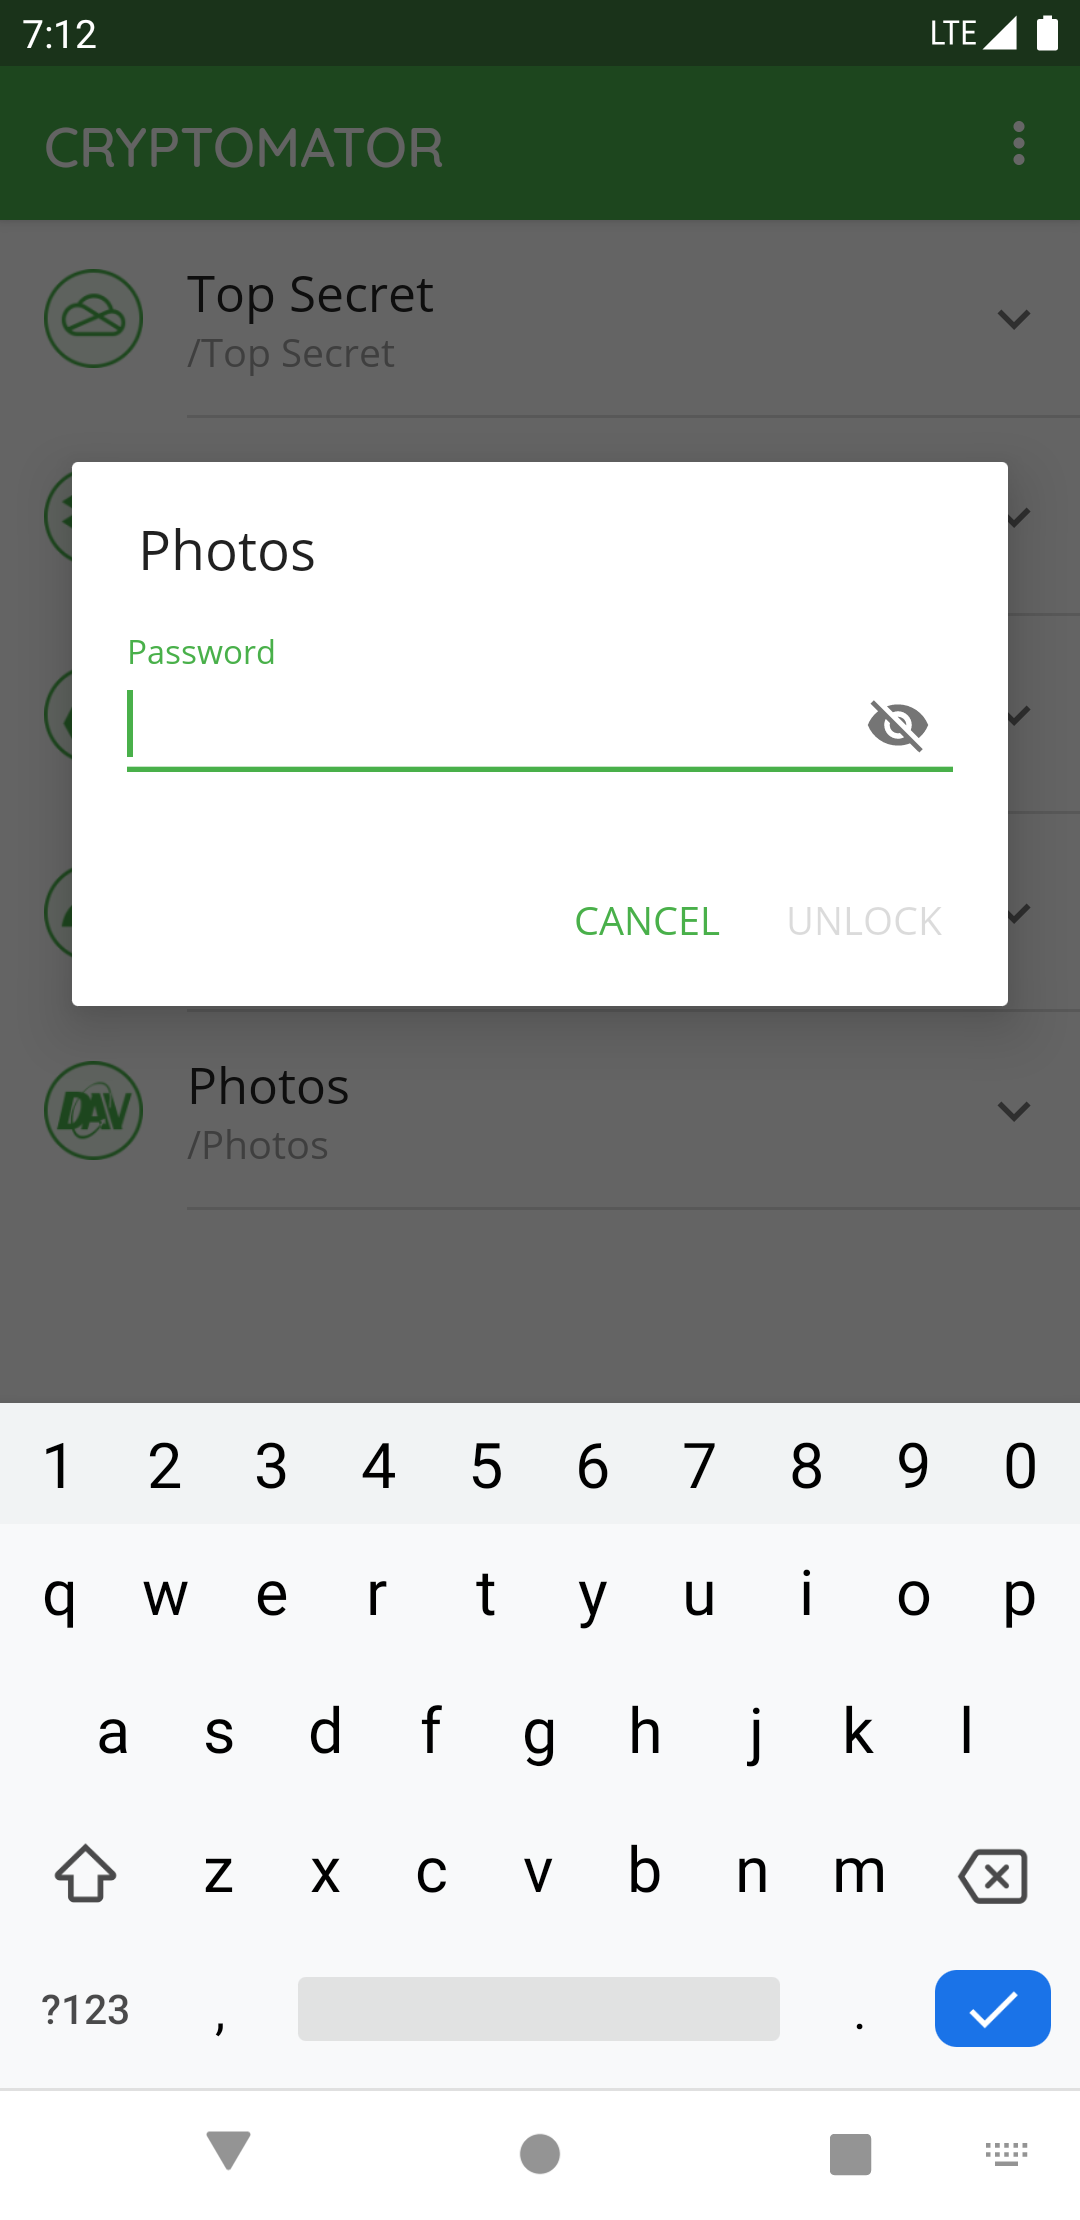 7:12
LTE
CRYPTOMATOR
Top Secret
/Top Secret
Photos
Password
CANCEL UNLOCK
DAV
Photos
/Photos
1 2 3 4 5 6 7 8 9 0
q w e r t y u i o p
a s d f g h j k l
z x c v b n m
?123 , .